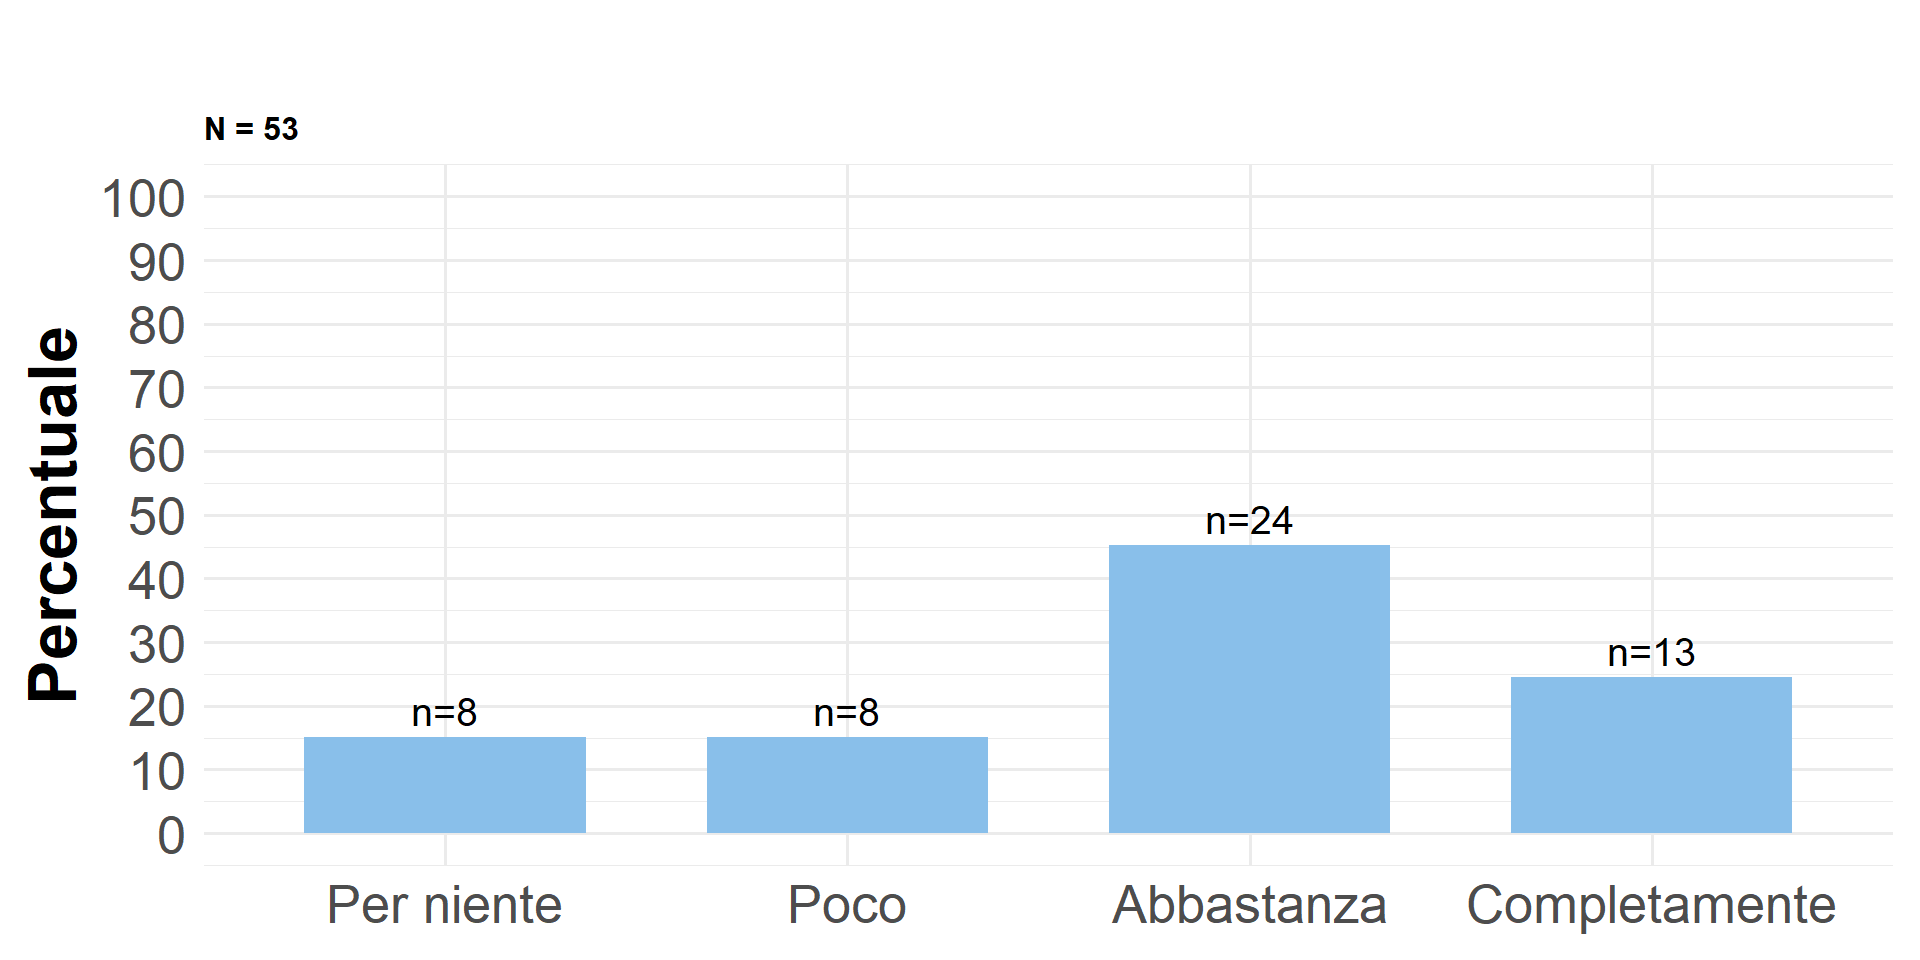 N = 53
Percentuale
100
90
80
70
60
50
40
30
20
10
0
n=8
n=8
n=24
n=13
Per niente
Poco
Abbastanza
Completamente